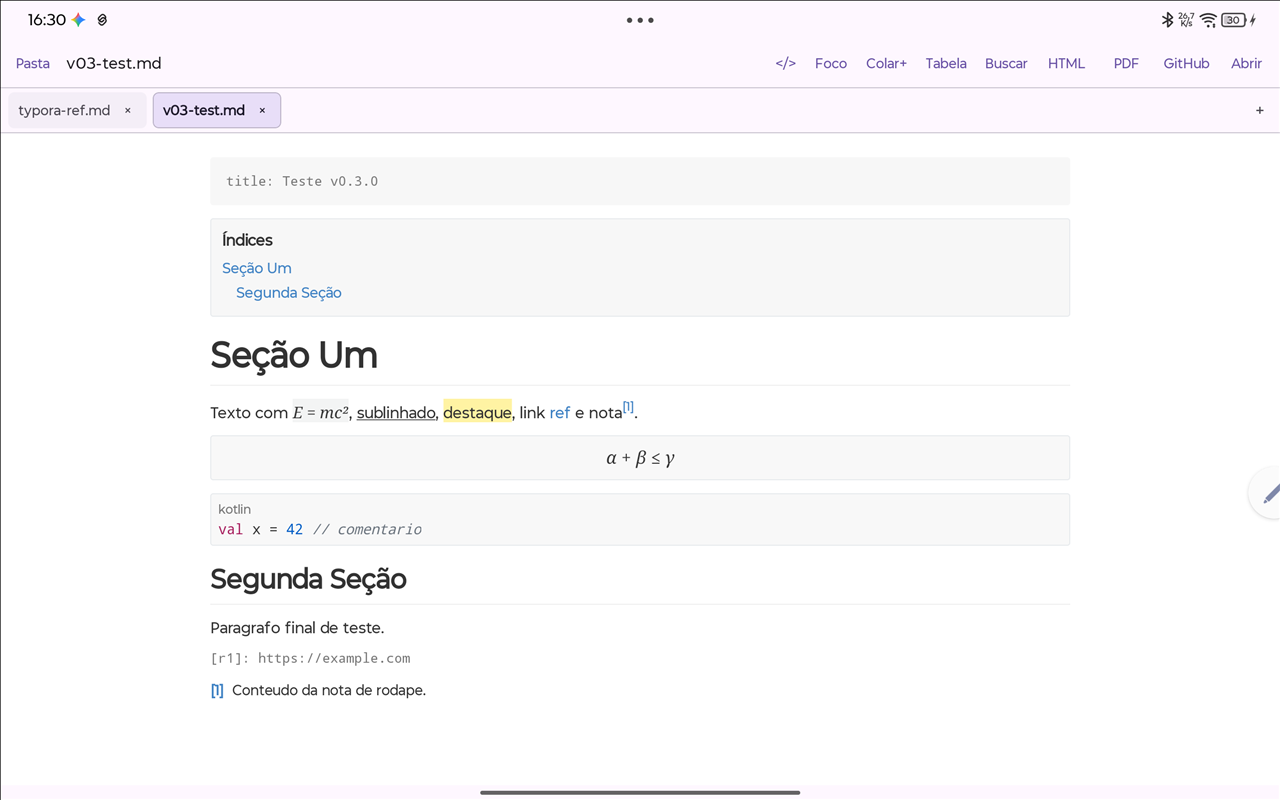 16:30
26,7 K/s
30
Pasta v03-test.md </> Foco Colar+ Tabela Buscar HTML PDF GitHub Abrir
typora-ref.md × v03-test.md × +
title: Teste v0.3.0
Índices
Seção Um
Segunda Seção
Seção Um
Texto com E = mc², sublinhado, destaque, link ref e nota[1].
α + β ≤ γ
kotlin
val x = 42 // comentario
Segunda Seção
Paragrafo final de teste.
[r1]: https://example.com
[1] Conteudo da nota de rodape.